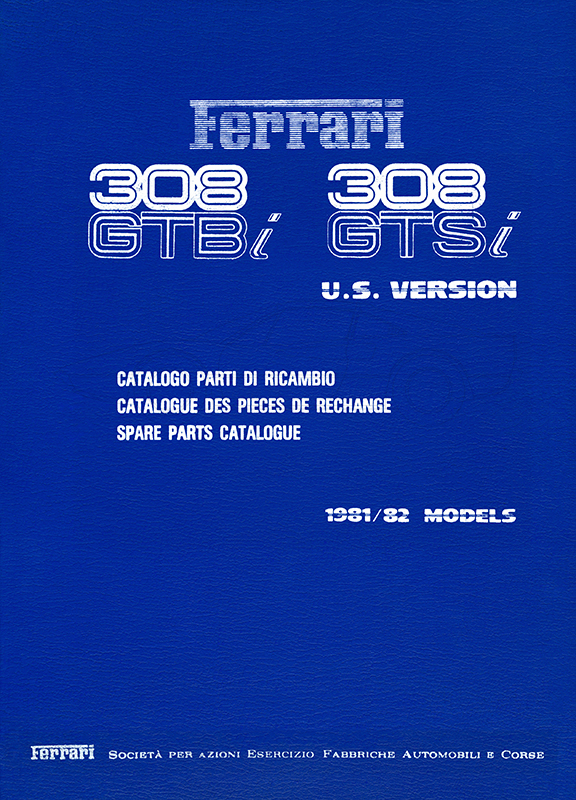 Ferrari
308 308
GTBi GTSi
U.S. VERSION
CATALOGO PARTI DI RICAMBIO
CATALOGUE DES PIECES DE RECHANGE
SPARE PARTS CATALOGUE
1981/82 MODELS
Ferrari SOCIETÀ PER AZIONI ESERCIZIO FABBRICHE AUTOMOBILI E CORSE